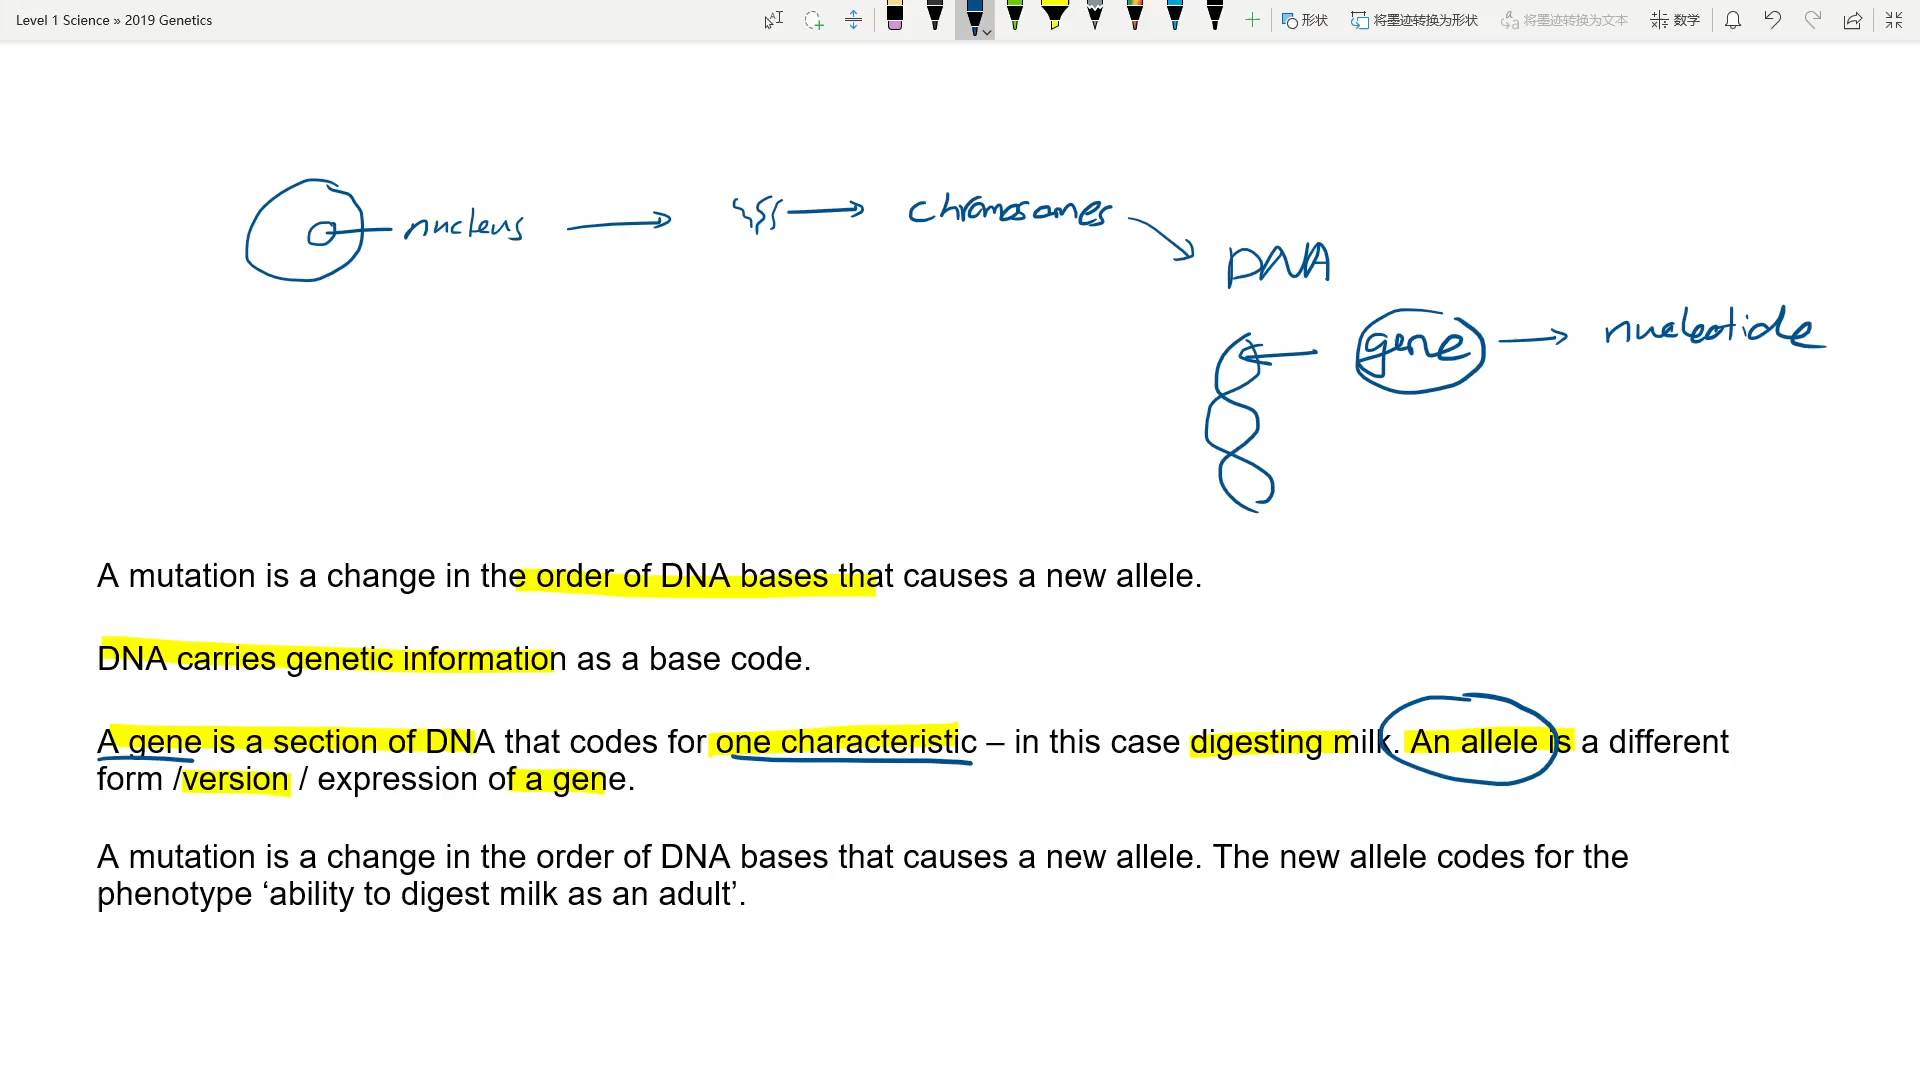 Level 1 Science » 2019 Genetics
形状
将墨迹转换为形状
将墨迹转换为文本
数学
nucleus
chromosomes
DNA
gene
nucleotide
A mutation is a change in the order of DNA bases that causes a new allele.
DNA carries genetic information as a base code.
A gene is a section of DNA that codes for one characteristic – in this case digesting milk. An allele is a different
form /version / expression of a gene.
A mutation is a change in the order of DNA bases that causes a new allele. The new allele codes for the
phenotype ‘ability to digest milk as an adult’.